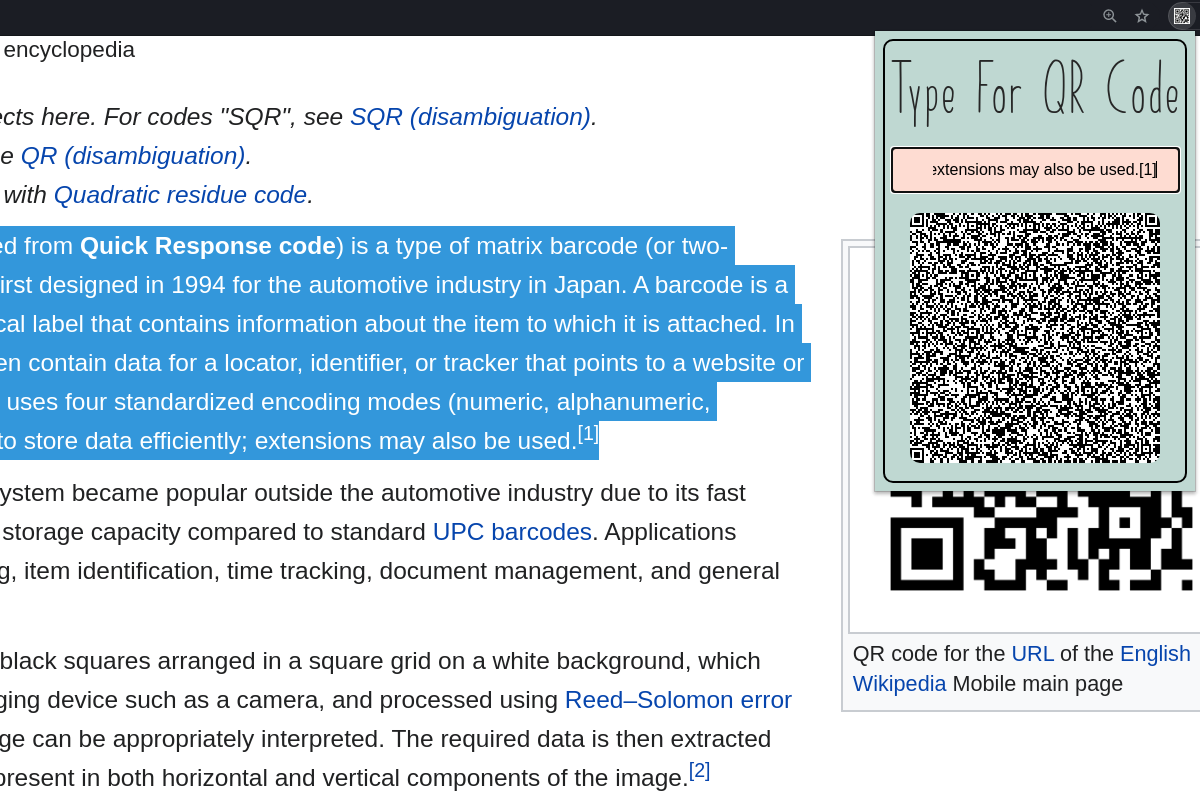 encyclopedia
ects here. For codes "SQR", see SQR (disambiguation).
e QR (disambiguation).
with Quadratic residue code.
ed from Quick Response code) is a type of matrix barcode (or two-
irst designed in 1994 for the automotive industry in Japan. A barcode is a
cal label that contains information about the item to which it is attached. In
en contain data for a locator, identifier, or tracker that points to a website or
uses four standardized encoding modes (numeric, alphanumeric,
to store data efficiently; extensions may also be used.[1]
ystem became popular outside the automotive industry due to its fast
storage capacity compared to standard UPC barcodes. Applications
g, item identification, time tracking, document management, and general
black squares arranged in a square grid on a white background, which
ging device such as a camera, and processed using Reed–Solomon error
ge can be appropriately interpreted. The required data is then extracted
present in both horizontal and vertical components of the image.[2]
Type For QR Code
extensions may also be used.[1]
QR code for the URL of the English
Wikipedia Mobile main page